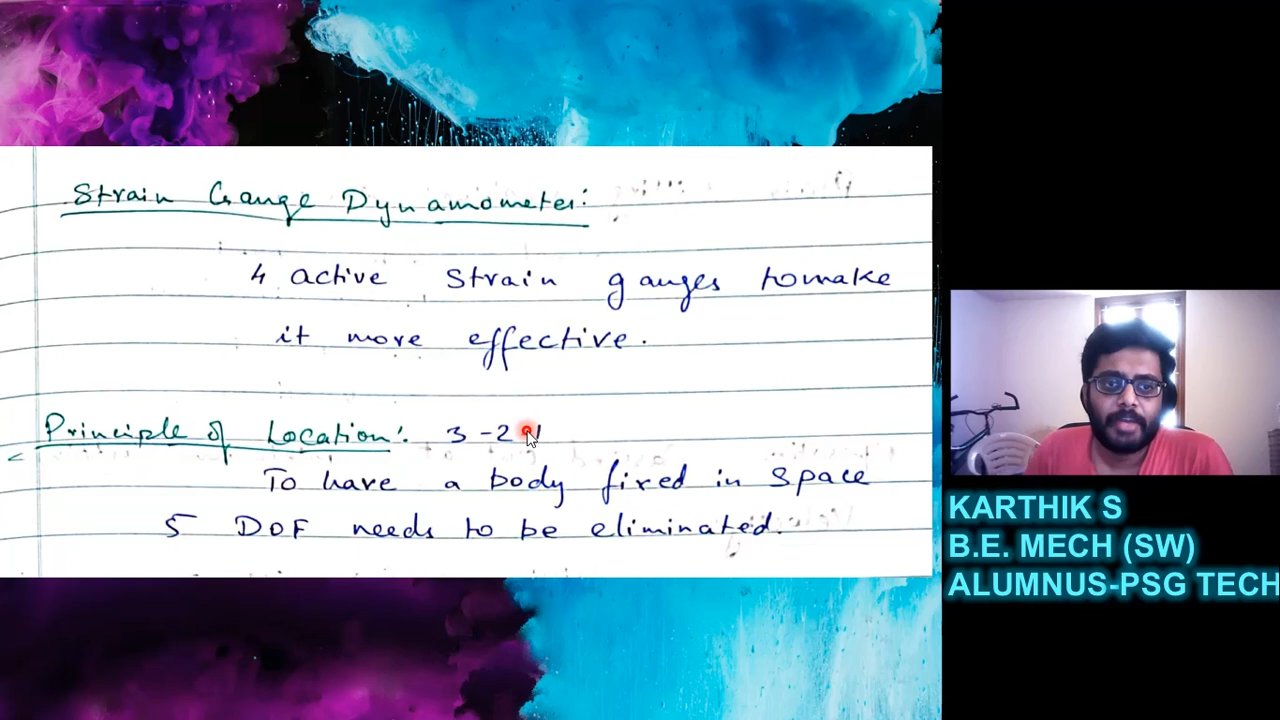 Strain Gauge Dynamometer:
4 active strain gauges to make
it more effective.
Principle of Location: 3-2-1
To have a body fixed in space
5 DOF needs to be eliminated.
KARTHIK S
B.E. MECH (SW)
ALUMNUS-PSG TECH